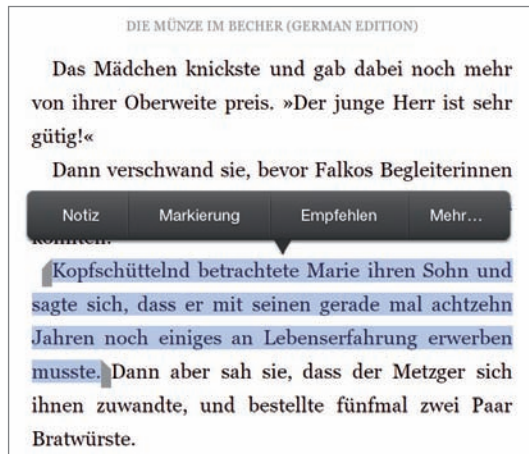 DIE MÜNZE IM BECHER (GERMAN EDITION)
Das Mädchen knickste und gab dabei noch mehr
von ihrer Oberweite preis. »Der junge Herr ist sehr
gütig!«
Dann verschwand sie, bevor Falkos Begleiterinnen
Notiz Markierung Empfehlen Mehr…
konnten.
Kopfschüttelnd betrachtete Marie ihren Sohn und
sagte sich, dass er mit seinen gerade mal achtzehn
Jahren noch einiges an Lebenserfahrung erwerben
musste. Dann aber sah sie, dass der Metzger sich
ihnen zuwandte, und bestellte fünfmal zwei Paar
Bratwürste.